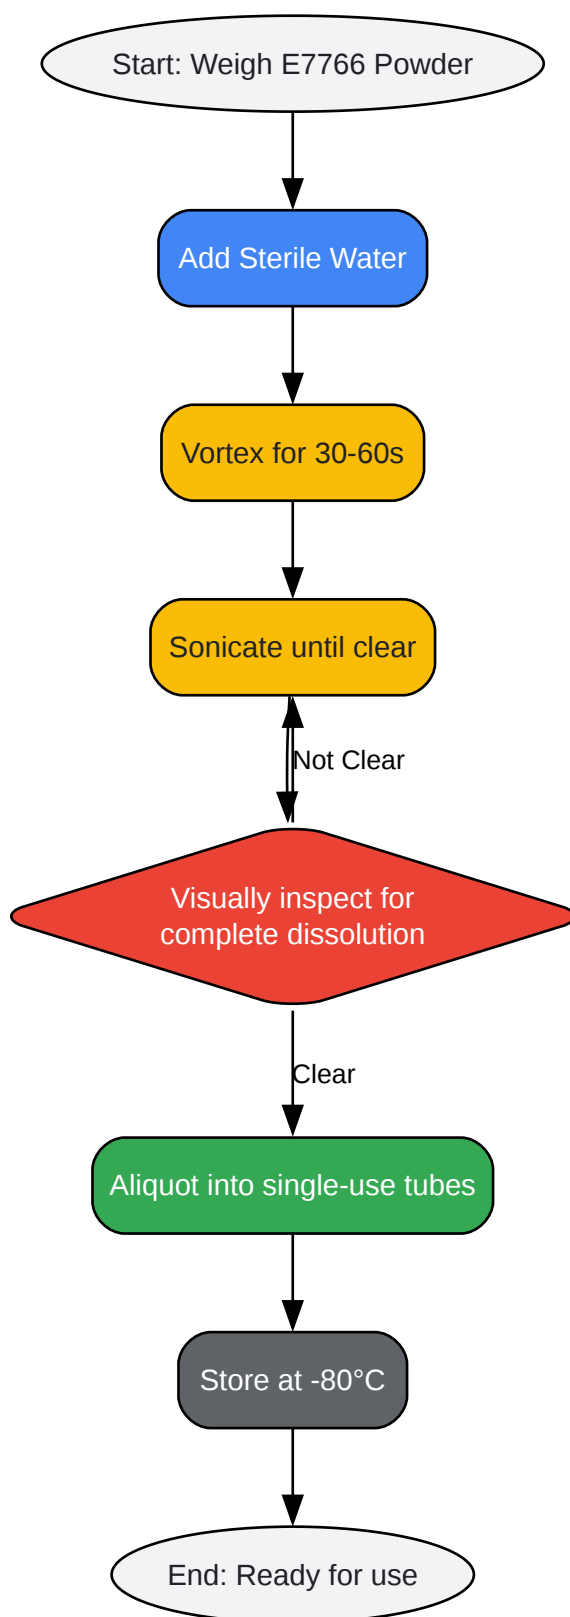 Start: Weigh E7766 Powder
Add Sterile Water
Vortex for 30-60s
Sonicate until clear
Not Clear
Visually inspect for
complete dissolution
Clear
Aliquot into single-use tubes
Store at -80°C
End: Ready for use